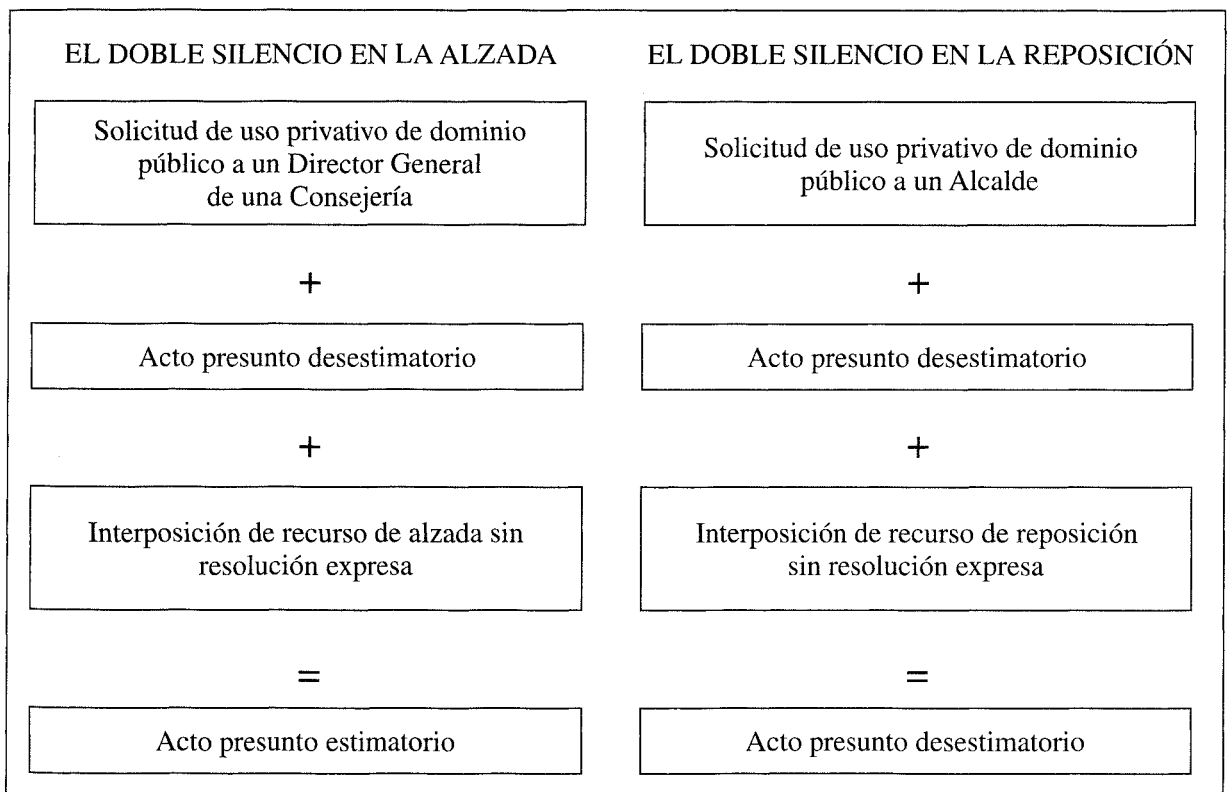 EL DOBLE SILENCIO EN LA ALZADA
Solicitud de uso privativo de dominio
público a un Director General
de una Consejería
+
Acto presunto desestimatorio
+
Interposición de recurso de alzada sin
resolución expresa
=
Acto presunto estimatorio
EL DOBLE SILENCIO EN LA REPOSICIÓN
Solicitud de uso privativo de dominio
público a un Alcalde
+
Acto presunto desestimatorio
+
Interposición de recurso de reposición
sin resolución expresa
=
Acto presunto desestimatorio